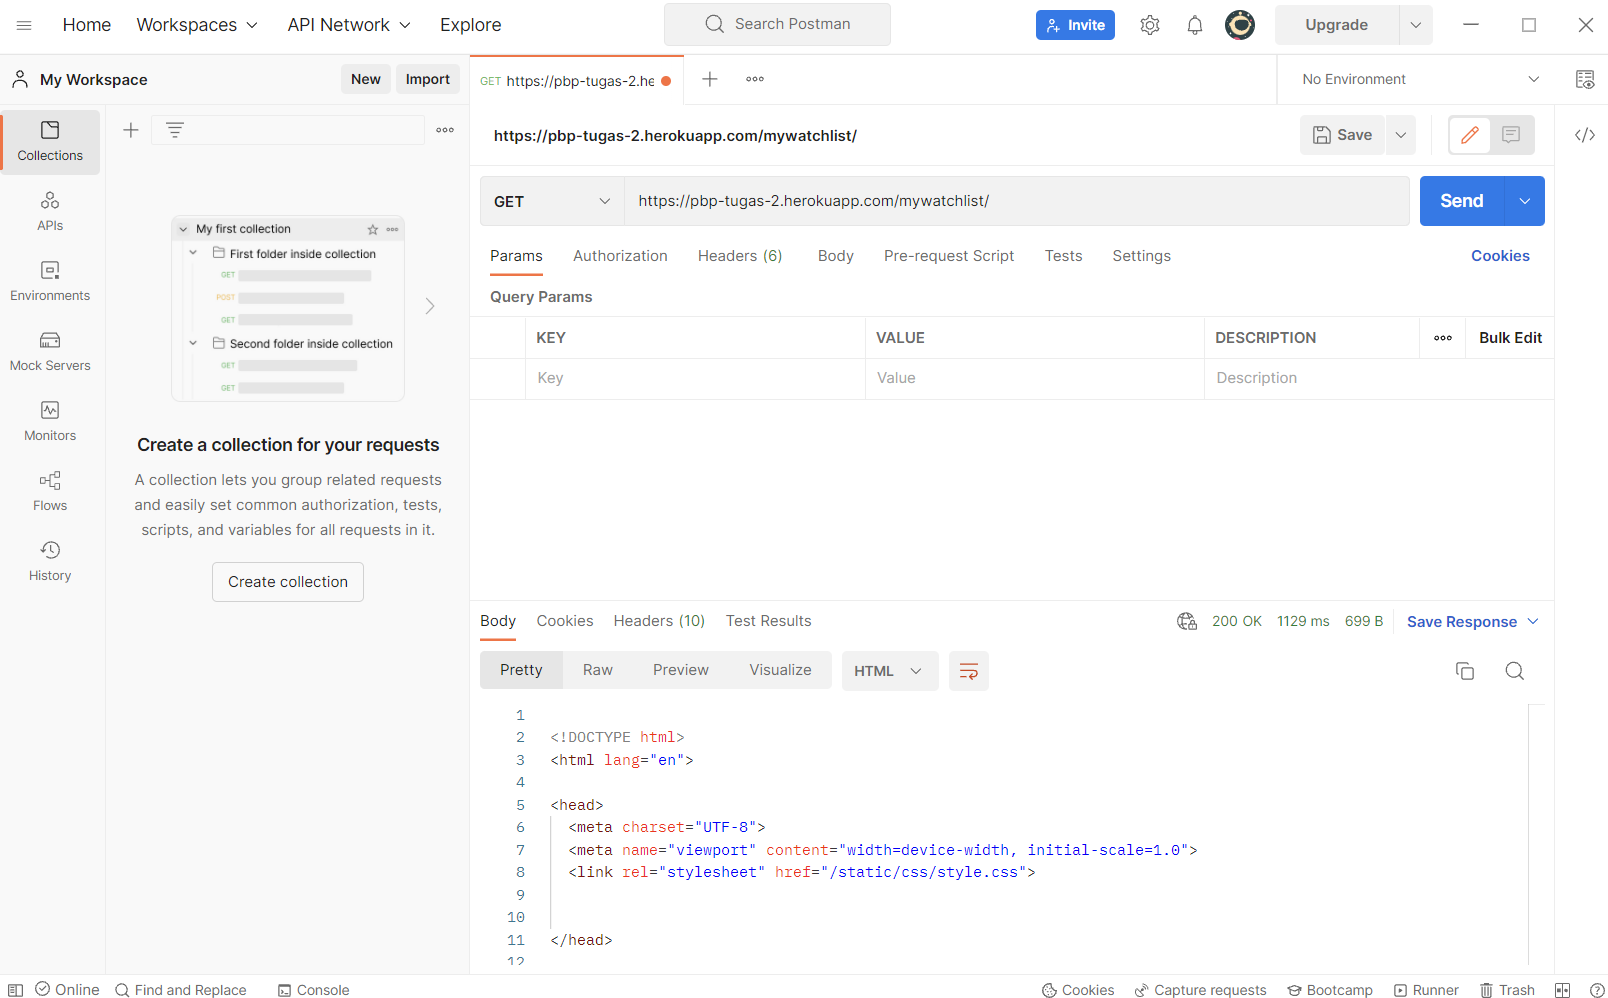 Home Workspaces API Network Explore Search Postman Invite Upgrade
My Workspace New Import GET https://pbp-tugas-2.he No Environment
https://pbp-tugas-2.herokuapp.com/mywatchlist/ Save
Collections
APIs
Environments
Mock Servers
Monitors
Flows
History
My first collection
First folder inside collection
GET
POST
GET
Second folder inside collection
GET
GET
Create a collection for your requests
A collection lets you group related requests
and easily set common authorization, tests,
scripts, and variables for all requests in it.
Create collection
GET https://pbp-tugas-2.herokuapp.com/mywatchlist/ Send
Params Authorization Headers (6) Body Pre-request Script Tests Settings Cookies
Query Params
KEY VALUE DESCRIPTION Bulk Edit
Key Value Description
Body Cookies Headers (10) Test Results 200 OK 1129 ms 699 B Save Response
Pretty Raw Preview Visualize HTML
1
2 <!DOCTYPE html>
3 <html lang="en">
4
5 <head>
6 <meta charset="UTF-8">
7 <meta name="viewport" content="width=device-width, initial-scale=1.0">
8 <link rel="stylesheet" href="/static/css/style.css">
9
10
11 </head>
12
Online Find and Replace Console Cookies Capture requests Bootcamp Runner Trash